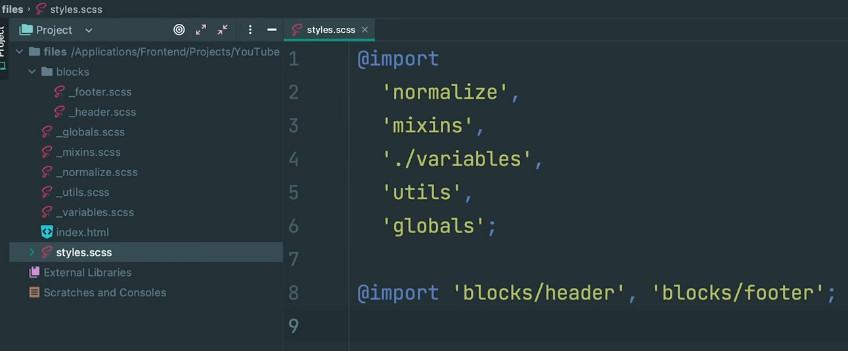 files › styles.scss
Project
Project
styles.scss
files /Applications/Frontend/Projects/YouTube
blocks
_footer.scss
_header.scss
_globals.scss
_mixins.scss
_normalize.scss
_utils.scss
_variables.scss
index.html
styles.scss
External Libraries
Scratches and Consoles
1 @import
2 'normalize',
3 'mixins',
4 './variables',
5 'utils',
6 'globals';
7
8 @import 'blocks/header', 'blocks/footer';
9